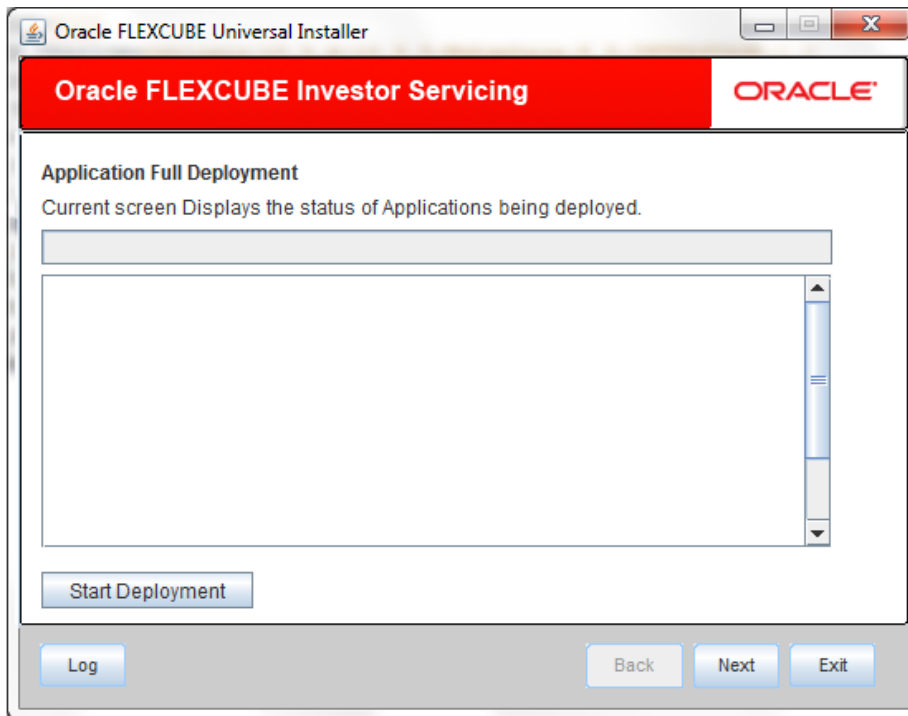 Oracle FLEXCUBE Universal Installer
Oracle FLEXCUBE Investor Servicing
ORACLE
Application Full Deployment
Current screen Displays the status of Applications being deployed.
Start Deployment
Log
Back
Next
Exit